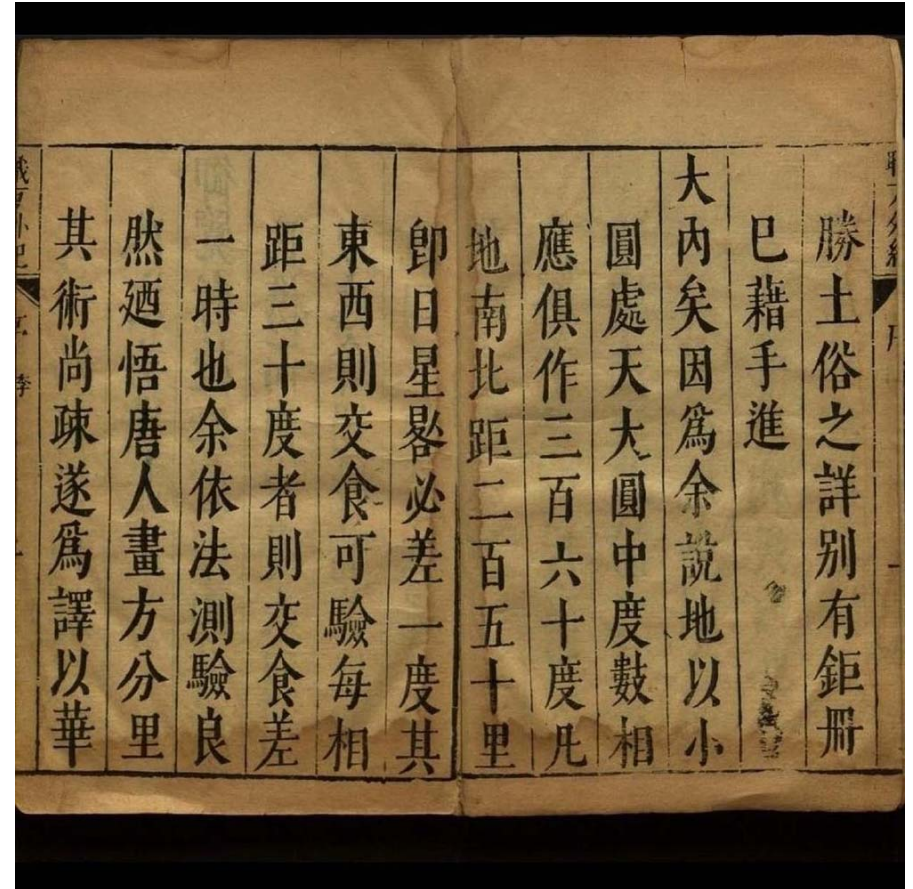 勝土俗之詳别有鉅冊
巳藉手進
大內矣因爲余說地以小
圓處天大圓中度數相
應俱作三百六十度凡
地南北距二百五十里
卽日星晷必差一度其
東西則交食可驗每相
距三十度者則交食差
一時也余依法測驗良
然廼悟唐人畫方分里
其術尚疎遂爲譯以華